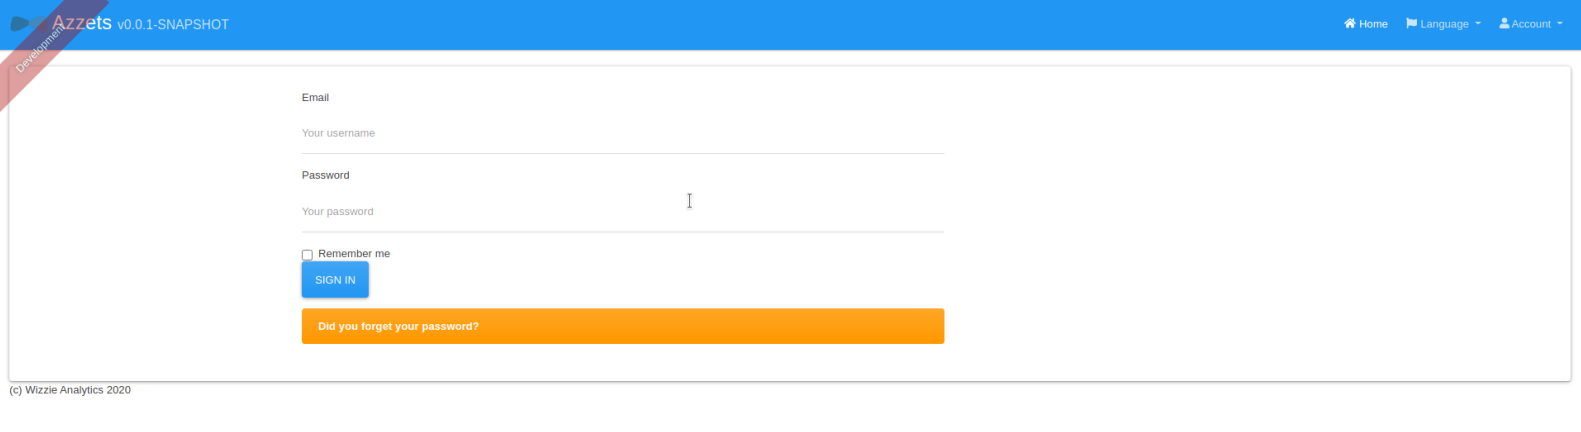 Azzets v0.0.1-SNAPSHOT
Home Language Account
Development
Email
Your username
Password
Your password
Remember me
SIGN IN
Did you forget your password?
(c) Wizzie Analytics 2020